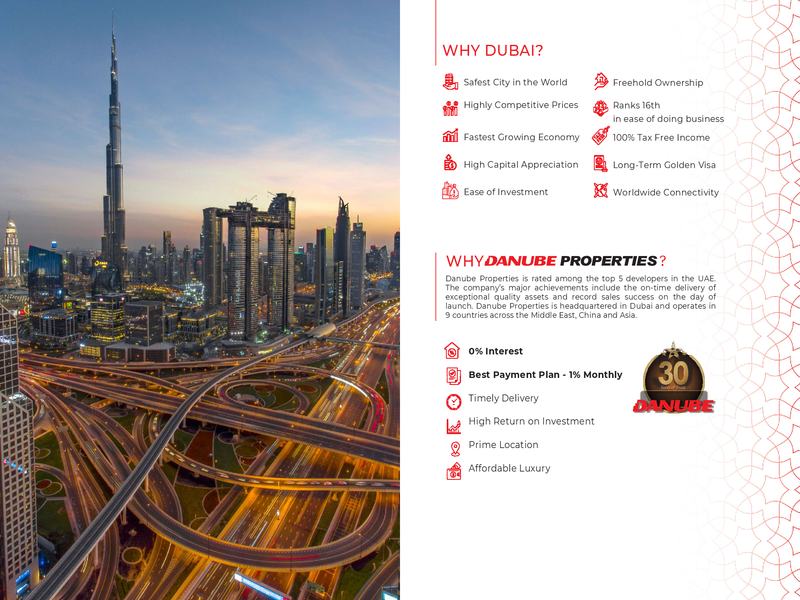 WHY DUBAI?
Safest City in the World
Highly Competitive Prices
Fastest Growing Economy
High Capital Appreciation
Ease of Investment
Freehold Ownership
Ranks 16th
in ease of doing business
100% Tax Free Income
Long-Term Golden Visa
Worldwide Connectivity
WHY DANUBE PROPERTIES?
Danube Properties is rated among the top 5 developers in the UAE.
The company's major achievements include the on-time delivery of
exceptional quality assets and record sales success on the day of
launch. Danube Properties is headquartered in Dubai and operates in
9 countries across the Middle East, China and Asia.
0% Interest
Best Payment Plan - 1% Monthly
Timely Delivery
High Return on Investment
Prime Location
Affordable Luxury
30
DANUBE